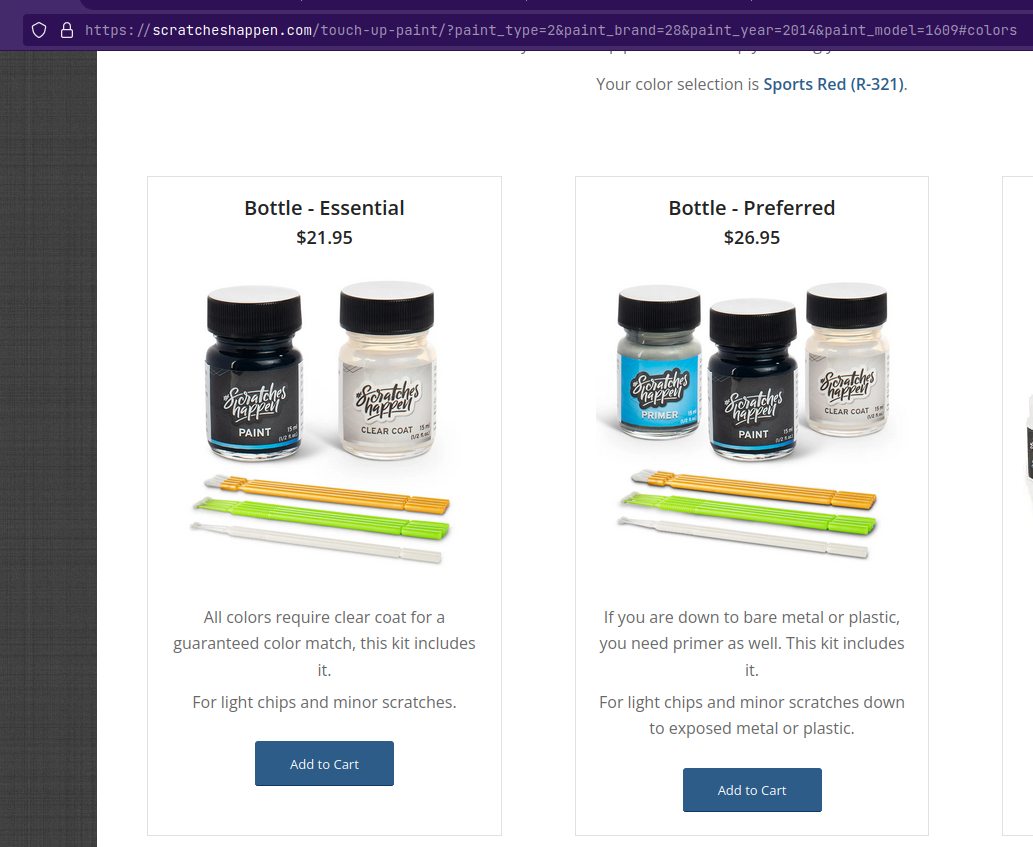 https://scratcheshappen.com/touch-up-paint/?paint_type=2&paint_brand=28&paint_year=2014&paint_model=1609#colors
Your color selection is Sports Red (R-321).
Bottle - Essential
$21.95
#Scratches
happen
PAINT
15 ml
(1/2 fl oz.)
#Scratches
happen
CLEAR COAT
15 ml
(1/2 fl oz.)
All colors require clear coat for a
guaranteed color match, this kit includes
it.
For light chips and minor scratches.
Add to Cart
Bottle - Preferred
$26.95
#Scratches
happen
PRIMER
15 ml
(1/2 fl oz.)
#Scratches
happen
PAINT
15 ml
(1/2 fl oz.)
#Scratches
happen
CLEAR COAT
15 ml
(1/2 fl oz.)
If you are down to bare metal or plastic,
you need primer as well. This kit includes
it.
For light chips and minor scratches down
to exposed metal or plastic.
Add to Cart